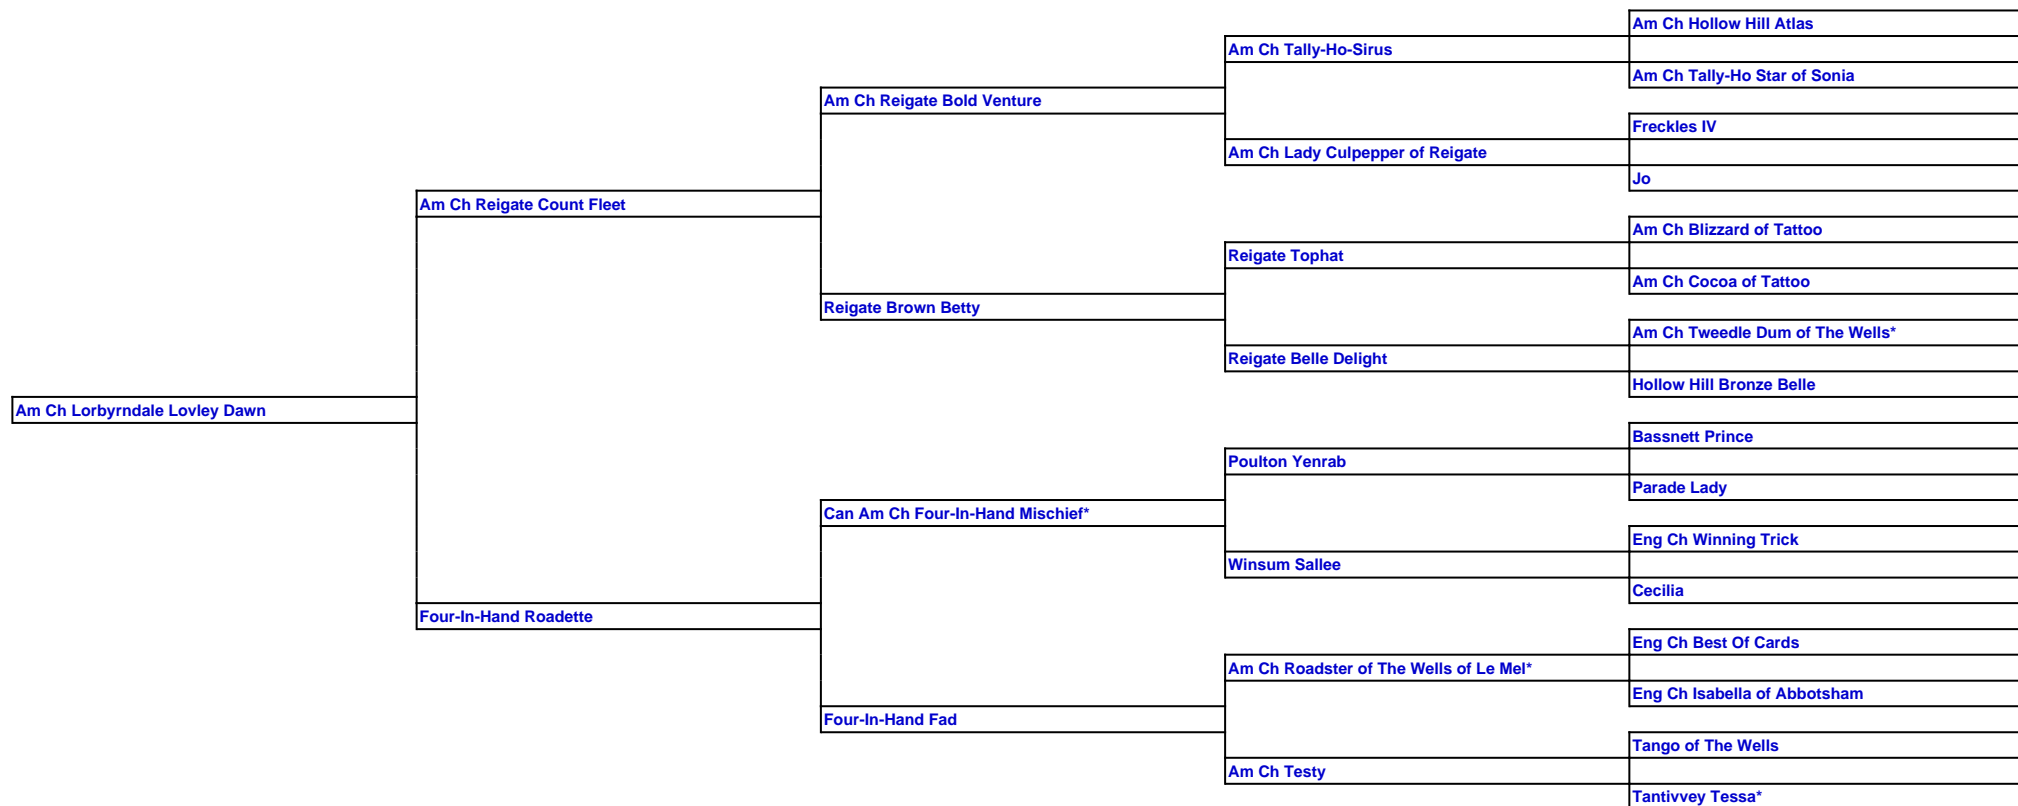 Am Ch Hollow Hill Atlas
Am Ch Tally-Ho-Sirus
Am Ch Tally-Ho Star of Sonia
Am Ch Reigate Bold Venture
Freckles IV
Am Ch Lady Culpepper of Reigate
Jo
Am Ch Reigate Count Fleet
Am Ch Blizzard of Tattoo
Reigate Tophat
Am Ch Cocoa of Tattoo
Reigate Brown Betty
Am Ch Tweedle Dum of The Wells*
Reigate Belle Delight
Hollow Hill Bronze Belle
Am Ch Lorbyrndale Lovley Dawn
Bassnett Prince
Poulton Yenrab
Parade Lady
Can Am Ch Four-In-Hand Mischief*
Eng Ch Winning Trick
Winsum Sallee
Cecilia
Four-In-Hand Roadette
Eng Ch Best Of Cards
Am Ch Roadster of The Wells of Le Mel*
Eng Ch Isabella of Abbotsham
Four-In-Hand Fad
Tango of The Wells
Am Ch Testy
Tantivvey Tessa*